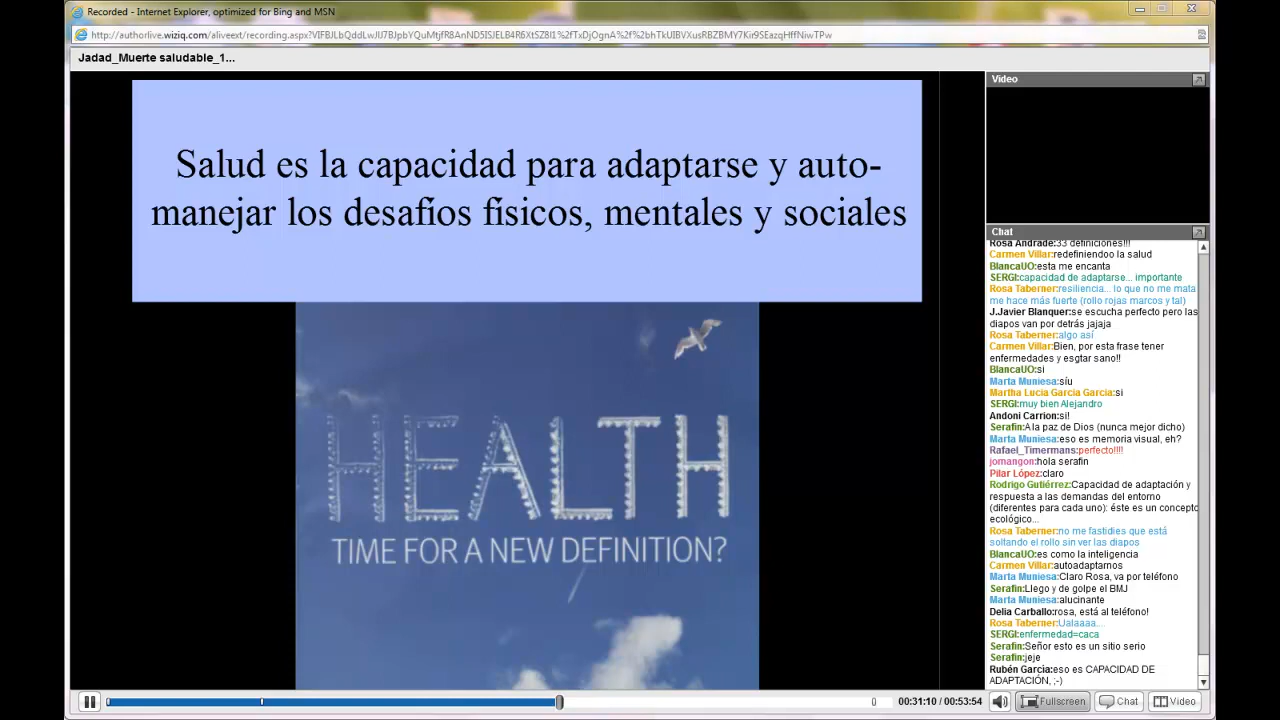 Recorded - Internet Explorer, optimized for Bing and MSN
Jadad_Muerte saludable_1...
Salud es la capacidad para adaptarse y auto-
manejar los desafíos físicos, mentales y sociales
HEALTH
TIME FOR A NEW DEFINITION?
Video
Chat
Rosa Andrade:33 definiciones!!!
Carmen Villar:redefiniendoo la salud
BlancaUO:esta me encanta
SERGI:capacidad de adaptarse... importante
Rosa Taberner:resiliencia... lo que no me mata
me hace más fuerte (rollo rojas marcos y tal)
J.Javier Blanquer:se escucha perfecto pero las
diapos van por detrás jajaja
Rosa Taberner:algo así
Carmen Villar:Bien, por esta frase tener
enfermedades y esgtar sano!!
BlancaUO:si
Marta Muniesa:síu
Martha Lucia Garcia Garcia:si
SERGI:muy bien Alejandro
Andoni Carrion:si!
Serafin:A la paz de Dios (nunca mejor dicho)
Marta Muniesa:eso es memoria visual, eh?
Rafael_Timermans:perfecto!!!!
jomangon:hola serafin
Pilar López:claro
Rodrigo Gutiérrez:Capacidad de adaptación y
respuesta a las demandas del entorno
(diferentes para cada uno): éste es un concepto
ecológico...
Rosa Taberner:no me fastidies que está
soltando el rollo sin ver las diapos
BlancaUO:es como la inteligencia
Carmen Villar:autoadaptarnos
Marta Muniesa:Claro Rosa, va por teléfono
Serafin:Llego y de golpe el BMJ
Marta Muniesa:alucinante
Delia Carballo:rosa, está al teléfono!
Rosa Taberner:Ualaaaa...
SERGI:enfermedad=caca
Serafin:Señor esto es un sitio serio
Serafin:jeje
Rubén Garcia:eso es CAPACIDAD DE
ADAPTACIÓN, ;-)
00:31:10 / 00:53:54
Fullscreen
Chat
Video